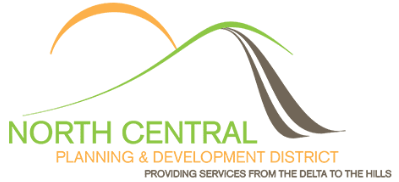 NORTH CENTRAL
PLANNING & DEVELOPMENT DISTRICT
PROVIDING SERVICES FROM THE DELTA TO THE HILLS